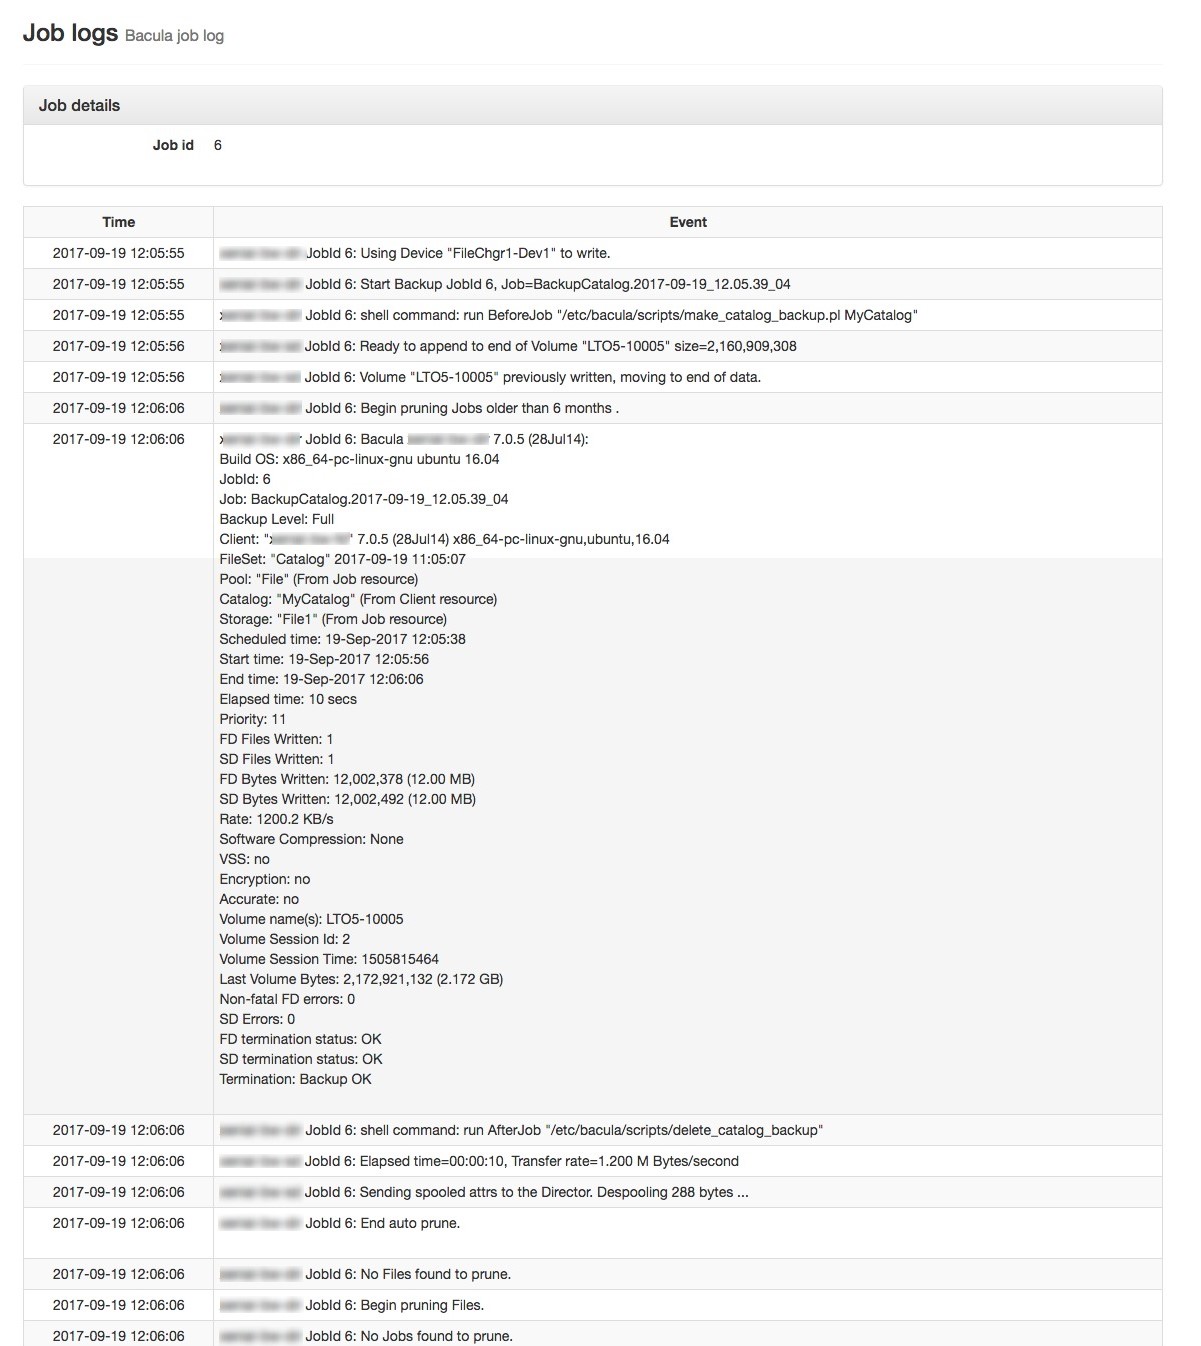 Job logs Bacula job log
Job details
Job id 6
Time Event
2017-09-19 12:05:55 JobId 6: Using Device "FileChgr1-Dev1" to write.
2017-09-19 12:05:55 JobId 6: Start Backup JobId 6, Job=BackupCatalog.2017-09-19_12.05.39_04
2017-09-19 12:05:55 JobId 6: shell command: run BeforeJob "/etc/bacula/scripts/make_catalog_backup.pl MyCatalog"
2017-09-19 12:05:56 JobId 6: Ready to append to end of Volume "LTO5-10005" size=2,160,909,308
2017-09-19 12:05:56 JobId 6: Volume "LTO5-10005" previously written, moving to end of data.
2017-09-19 12:06:06 JobId 6: Begin pruning Jobs older than 6 months .
2017-09-19 12:06:06 JobId 6: Bacula 7.0.5 (28Jul14):
Build OS: x86_64-pc-linux-gnu ubuntu 16.04
JobId: 6
Job: BackupCatalog.2017-09-19_12.05.39_04
Backup Level: Full
Client: " " 7.0.5 (28Jul14) x86_64-pc-linux-gnu,ubuntu,16.04
FileSet: "Catalog" 2017-09-19 11:05:07
Pool: "File" (From Job resource)
Catalog: "MyCatalog" (From Client resource)
Storage: "File1" (From Job resource)
Scheduled time: 19-Sep-2017 12:05:38
Start time: 19-Sep-2017 12:05:56
End time: 19-Sep-2017 12:06:06
Elapsed time: 10 secs
Priority: 11
FD Files Written: 1
SD Files Written: 1
FD Bytes Written: 12,002,378 (12.00 MB)
SD Bytes Written: 12,002,492 (12.00 MB)
Rate: 1200.2 KB/s
Software Compression: None
VSS: no
Encryption: no
Accurate: no
Volume name(s): LTO5-10005
Volume Session Id: 2
Volume Session Time: 1505815464
Last Volume Bytes: 2,172,921,132 (2.172 GB)
Non-fatal FD errors: 0
SD Errors: 0
FD termination status: OK
SD termination status: OK
Termination: Backup OK
2017-09-19 12:06:06 JobId 6: shell command: run AfterJob "/etc/bacula/scripts/delete_catalog_backup"
2017-09-19 12:06:06 JobId 6: Elapsed time=00:00:10, Transfer rate=1.200 M Bytes/second
2017-09-19 12:06:06 JobId 6: Sending spooled attrs to the Director. Despooling 288 bytes ...
2017-09-19 12:06:06 JobId 6: End auto prune.
2017-09-19 12:06:06 JobId 6: No Files found to prune.
2017-09-19 12:06:06 JobId 6: Begin pruning Files.
2017-09-19 12:06:06 JobId 6: No Jobs found to prune.